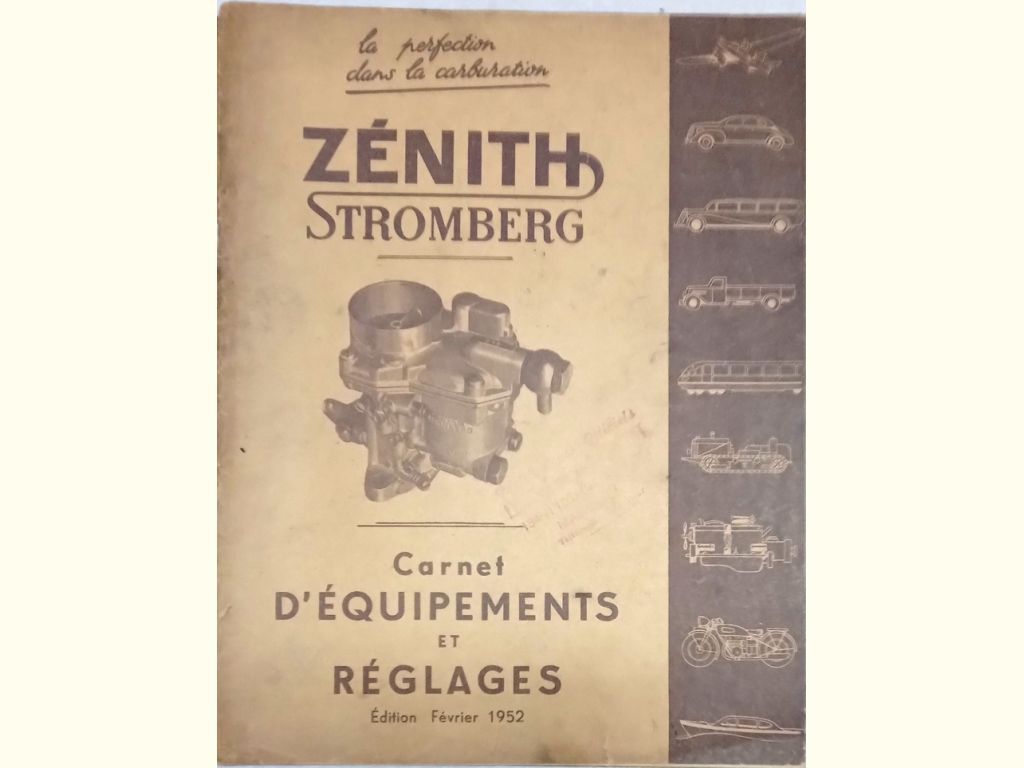 la perfection
dans la carburation
ZÉNITH
STROMBERG
Carnet
D'ÉQUIPEMENTS
ET
RÉGLAGES
Édition Février 1952